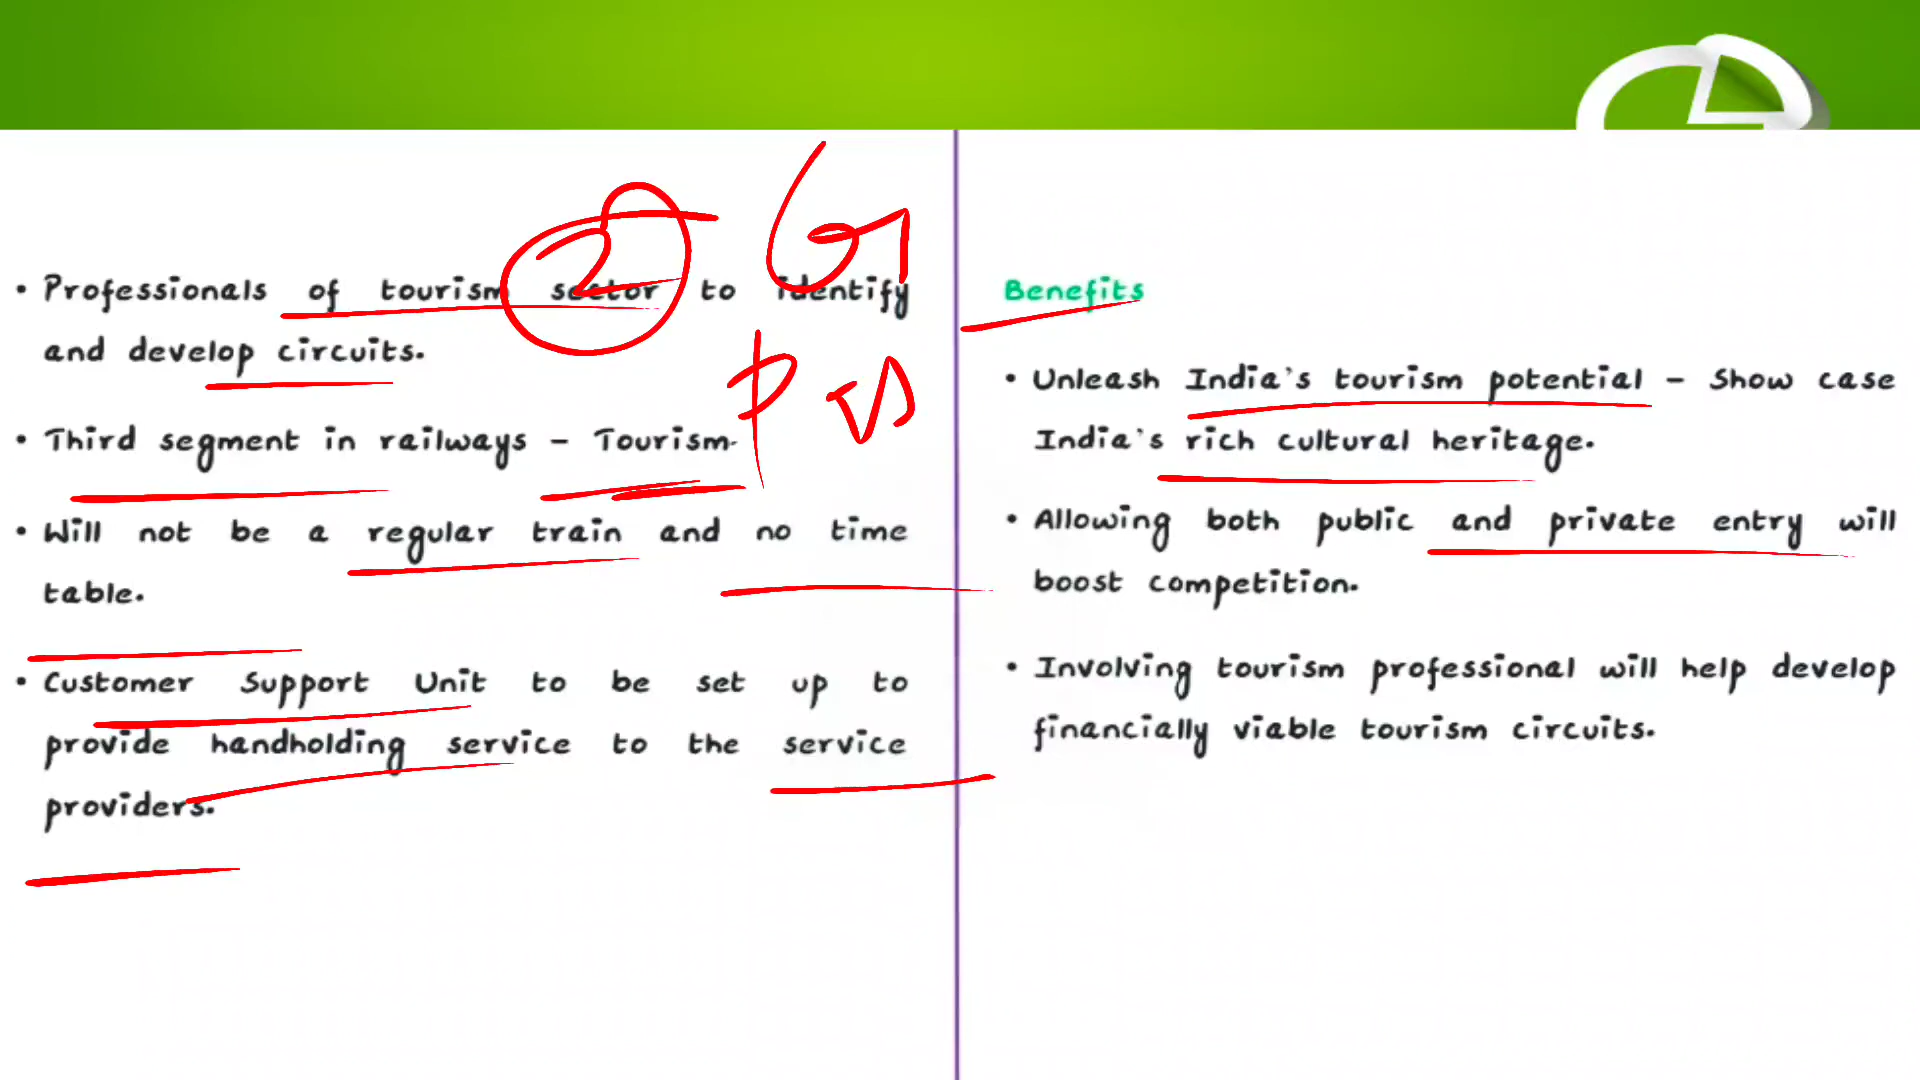 • Professionals of tourism sector to identify
and develop circuits.
• Third segment in railways - Tourism.
• Will not be a regular train and no time
table.
• Customer Support Unit to be set up to
provide handholding service to the service
providers.
2
G
P
Benefits
• Unleash India's tourism potential - Show case
India's rich cultural heritage.
• Allowing both public and private entry will
boost competition.
• Involving tourism professional will help develop
financially viable tourism circuits.